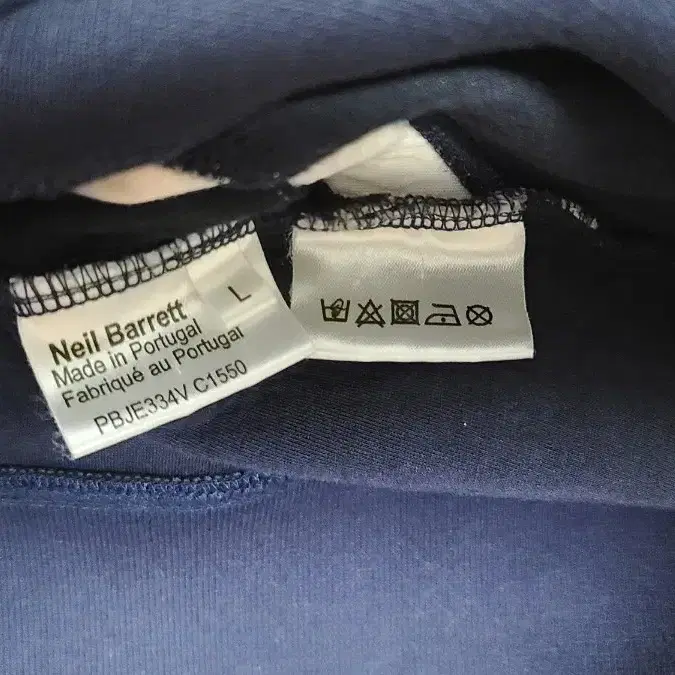 Neil Barrett
L
Made in Portugal
Fabriqué au Portugal
PBJE334V C1550